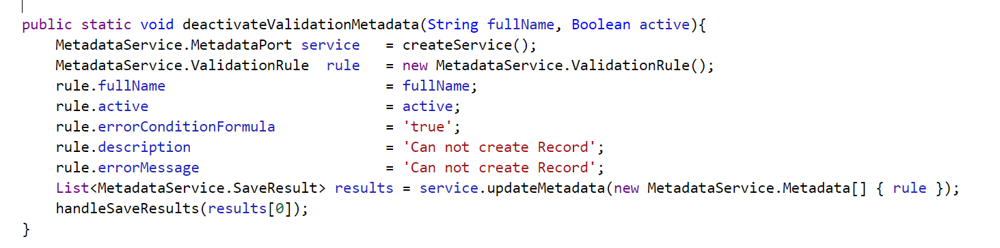 public static void deactivateValidationMetadata(String fullName, Boolean active){
    MetadataService.MetadataPort service   = createService();
    MetadataService.ValidationRule  rule   = new MetadataService.ValidationRule();
    rule.fullName                          = fullName;
    rule.active                            = active;
    rule.errorConditionFormula             = 'true';
    rule.description                       = 'Can not create Record';
    rule.errorMessage                      = 'Can not create Record';
    List<MetadataService.SaveResult> results = service.updateMetadata(new MetadataService.Metadata[] { rule });
    handleSaveResults(results[0]);
}